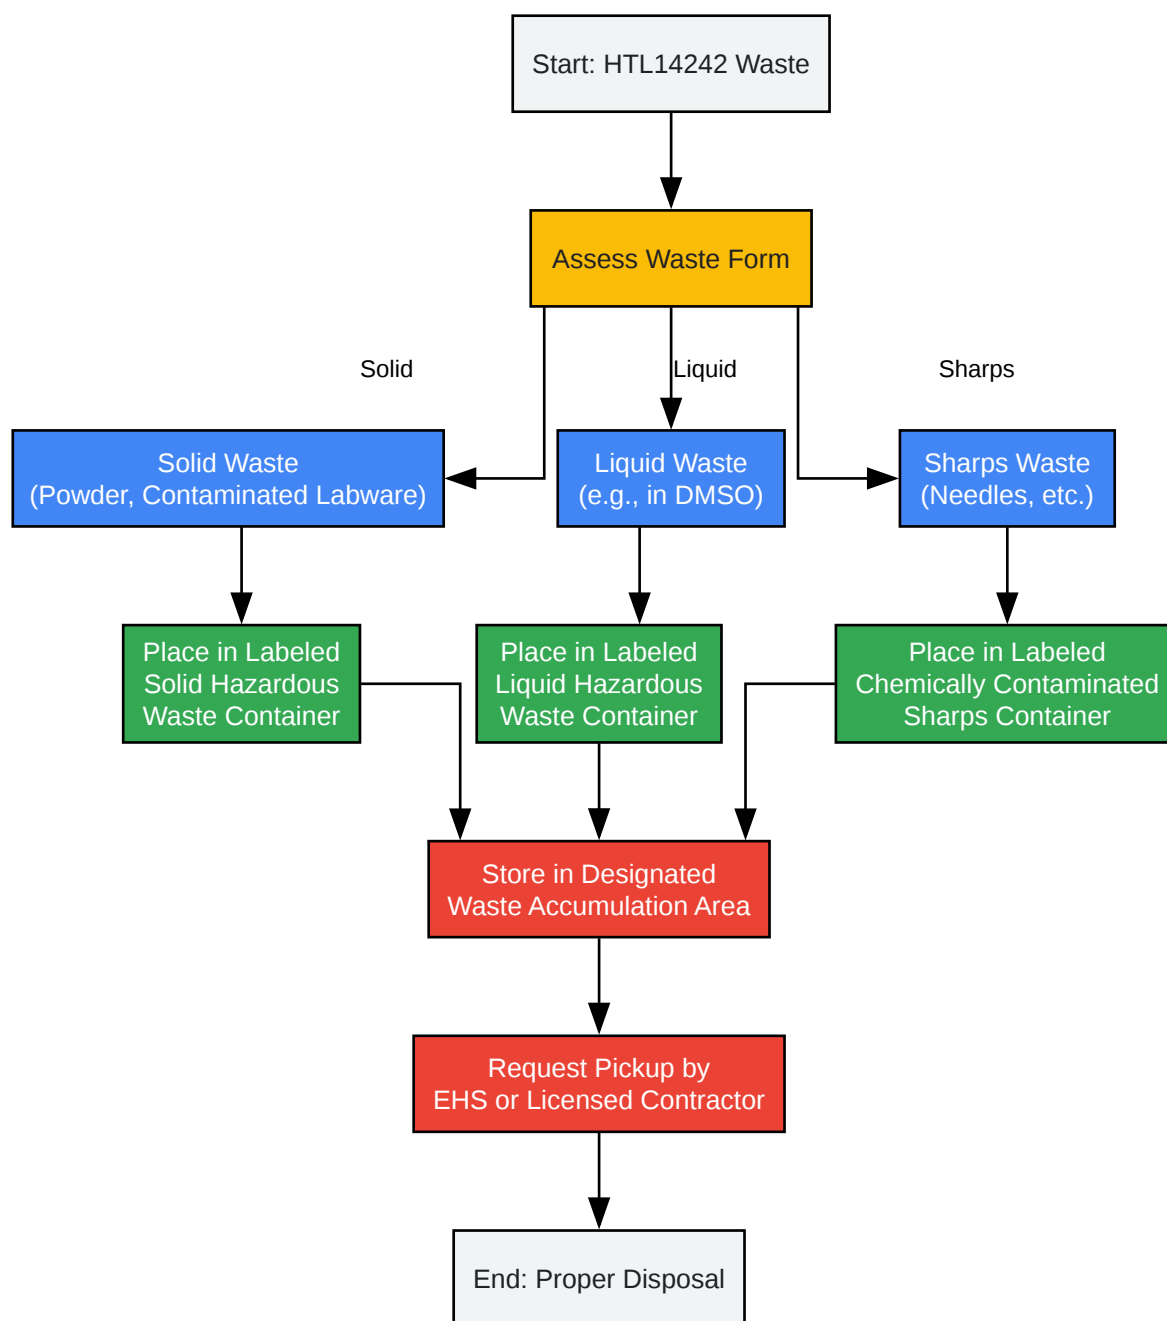 Start: HTL14242 Waste
Assess Waste Form
Solid
Liquid
Sharps
Solid Waste
(Powder, Contaminated Labware)
Liquid Waste
(e.g., in DMSO)
Sharps Waste
(Needles, etc.)
Place in Labeled
Solid Hazardous
Waste Container
Place in Labeled
Liquid Hazardous
Waste Container
Place in Labeled
Chemically Contaminated
Sharps Container
Store in Designated
Waste Accumulation Area
Request Pickup by
EHS or Licensed Contractor
End: Proper Disposal